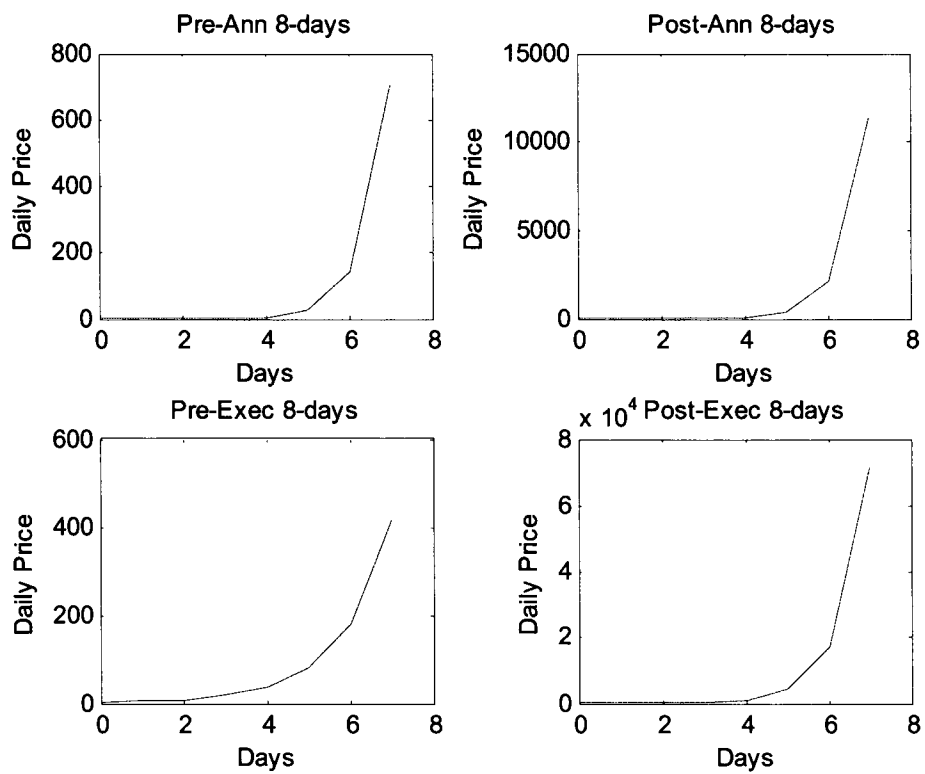 Pre-Ann 8-days
800
600
400
200
0
Daily Price
0 2 4 6 8
Days
Post-Ann 8-days
15000
10000
5000
0
Daily Price
0 2 4 6 8
Days
Pre-Exec 8-days
600
400
200
0
Daily Price
0 2 4 6 8
Days
x 10^4 Post-Exec 8-days
8
6
4
2
0
Daily Price
0 2 4 6 8
Days